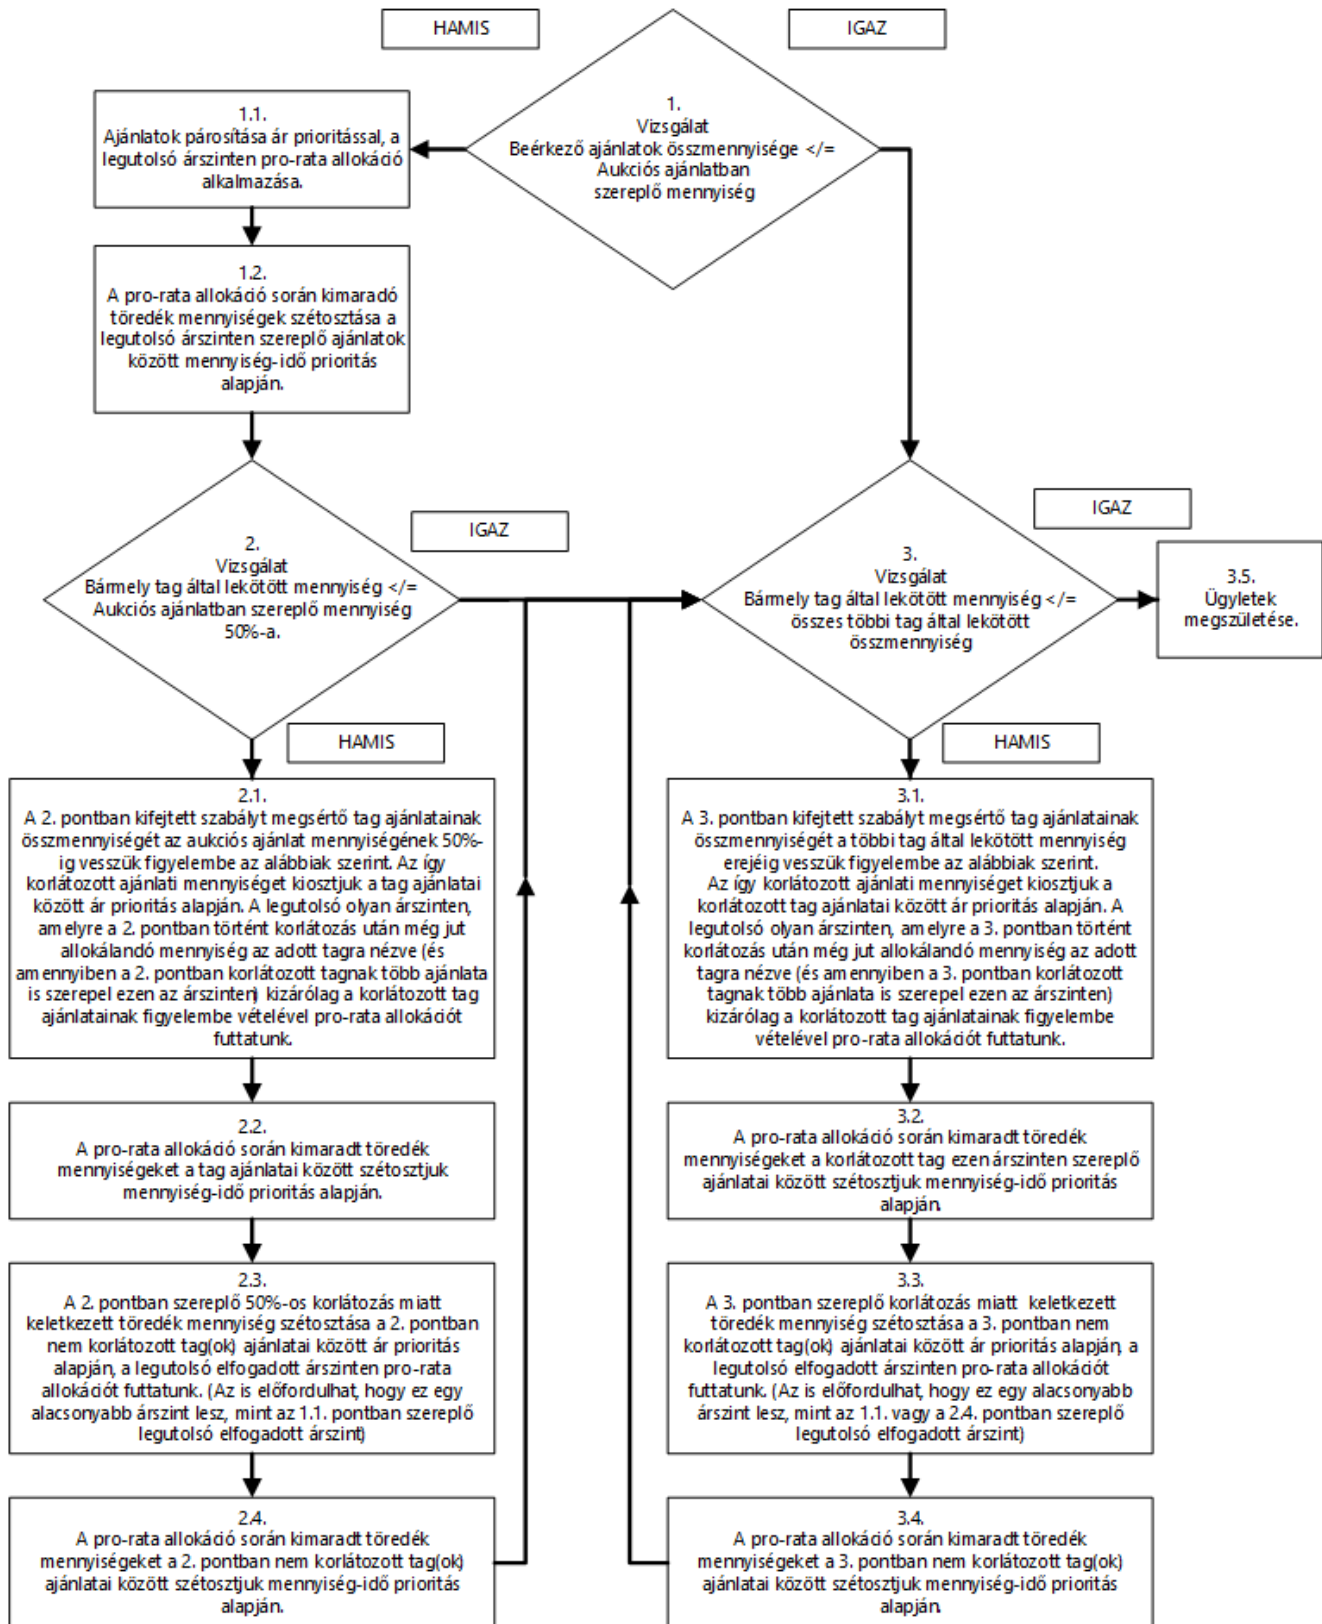 HAMIS
IGAZ
1.
Vizsgálat
Beérkező ajánlatok összmennyisége </=
Aukciós ajánlatban
szereplő mennyiség
1.1.
Ajánlatok párosítása ár prioritással, a
legutolsó árszinten pro-rata allokáció
alkalmazása.
1.2.
A pro-rata allokáció során kimaradó
töredék mennyiségek szétosztása a
legutolsó árszinten szereplő ajánlatok
között mennyiség-idő prioritás
alapján.
2.
Vizsgálat
Bármely tag által lekötött mennyiség </=
Aukciós ajánlatban szereplő mennyiség
50%-a.
IGAZ
3.
Vizsgálat
Bármely tag által lekötött mennyiség </=
összes többi tag által lekötött
összmennyiség
IGAZ
3.5.
Ügyletek
megszületése.
HAMIS
HAMIS
2.1.
A 2. pontban kifejtett szabályt megsértő tag ajánlatainak
összmennyiségét az aukciós ajánlat mennyiségének 50%-
ig vesszük figyelembe az alábbiak szerint. Az így
korlátozott ajánlati mennyiséget kiosztjuk a tag ajánlatai
között ár prioritás alapján. A legutolsó olyan árszinten,
amelyre a 2. pontban történt korlátozás után még jut
allokálandó mennyiség az adott tagra nézve (és
amennyiben a 2. pontban korlátozott tagnak több ajánlata
is szerepel ezen az árszinten) kizárólag a korlátozott tag
ajánlatainak figyelembe vételével pro-rata allokációt
futtatunk.
3.1.
A 3. pontban kifejtett szabályt megsértő tag ajánlatainak
összmennyiségét a többi tag által lekötött mennyiség
erejéig vesszük figyelembe az alábbiak szerint.
Az így korlátozott ajánlati mennyiséget kiosztjuk a
korlátozott tag ajánlatai között ár prioritás alapján. A
legutolsó olyan árszinten, amelyre a 3. pontban történt
korlátozás után még jut allokálandó mennyiség az adott
tagra nézve (és amennyiben a 3. pontban korlátozott
tagnak több ajánlata is szerepel ezen az árszinten)
kizárólag a korlátozott tag ajánlatainak figyelembe
vételével pro-rata allokációt futtatunk.
2.2.
A pro-rata allokáció során kimaradt töredék
mennyiségeket a tag ajánlatai között szétosztjuk
mennyiség-idő prioritás alapján.
3.2.
A pro-rata allokáció során kimaradt töredék
mennyiségeket a korlátozott tag ezen árszinten szereplő
ajánlatai között szétosztjuk mennyiség-idő prioritás
alapján.
2.3.
A 2. pontban szereplő 50%-os korlátozás miatt
keletkezett töredék mennyiség szétosztása a 2. pontban
nem korlátozott tag(ok) ajánlatai között ár prioritás
alapján, a legutolsó elfogadott árszinten pro-rata
allokációt futtatunk. (Az is előfordulhat, hogy ez egy
alacsonyabb árszint lesz, mint az 1.1. pontban szereplő
legutolsó elfogadott árszint)
3.3.
A 3. pontban szereplő korlátozás miatt keletkezett
töredék mennyiség szétosztása a 3. pontban nem
korlátozott tag(ok) ajánlatai között ár prioritás alapján, a
legutolsó elfogadott árszinten pro-rata allokációt
futtatunk. (Az is előfordulhat, hogy ez egy alacsonyabb
árszint lesz, mint az 1.1. vagy a 2.4. pontban szereplő
legutolsó elfogadott árszint)
2.4.
A pro-rata allokáció során kimaradt töredék
mennyiségeket a 2. pontban nem korlátozott tag(ok)
ajánlatai között szétosztjuk mennyiség-idő prioritás
alapján.
3.4.
A pro-rata allokáció során kimaradt töredék
mennyiségeket a 3. pontban nem korlátozott tag(ok)
ajánlatai között szétosztjuk mennyiség-idő prioritás
alapján.